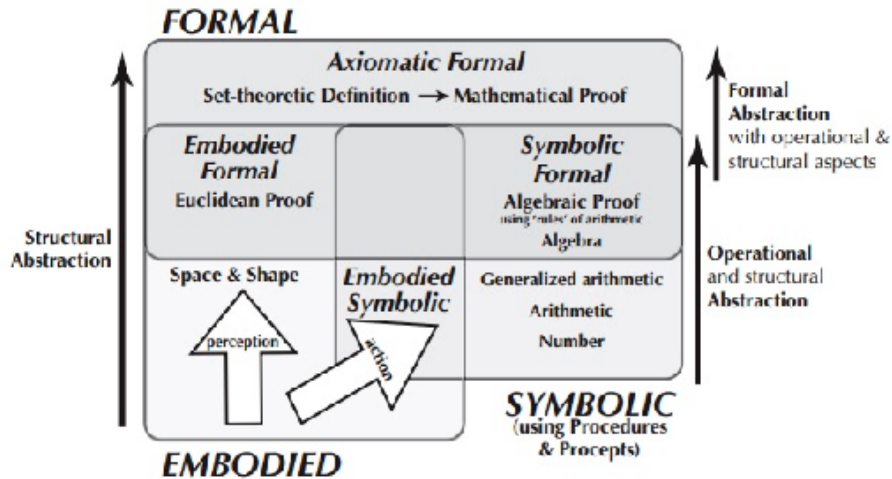 FORMAL
Axiomatic Formal
Set-theoretic Definition → Mathematical Proof
Embodied
Formal
Euclidean Proof
Symbolic
Formal
Algebraic Proof
using 'rules' of arithmetic
Algebra
Formal
Abstraction
with operational &
structural aspects
Structural
Abstraction
Space & Shape
perception
Embodied
Symbolic
action
Generalized arithmetic
Arithmetic
Number
Operational
and structural
Abstraction
SYMBOLIC
(using Procedures
& Procepts)
EMBODIED